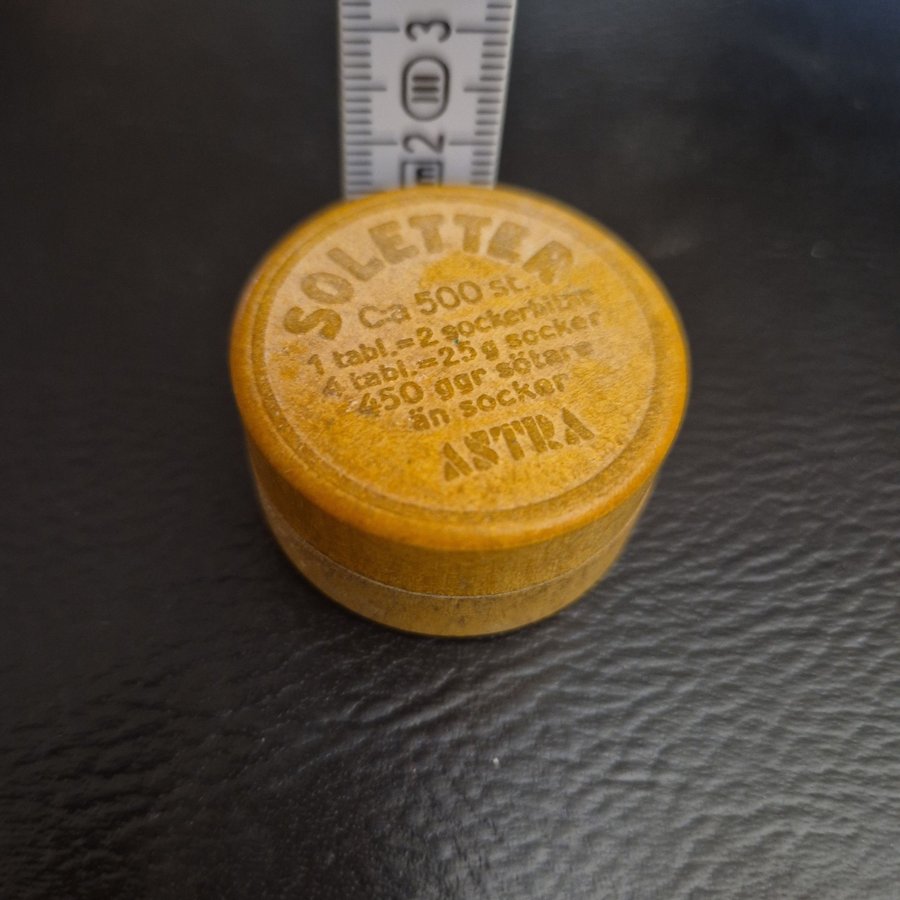 3
III
2
m
SOLETTER
Ca 500 st.
1 tabl.=2 sockerbitar
4 tabl.=25 g socker
450 ggr sötare
än socker
ASTRA